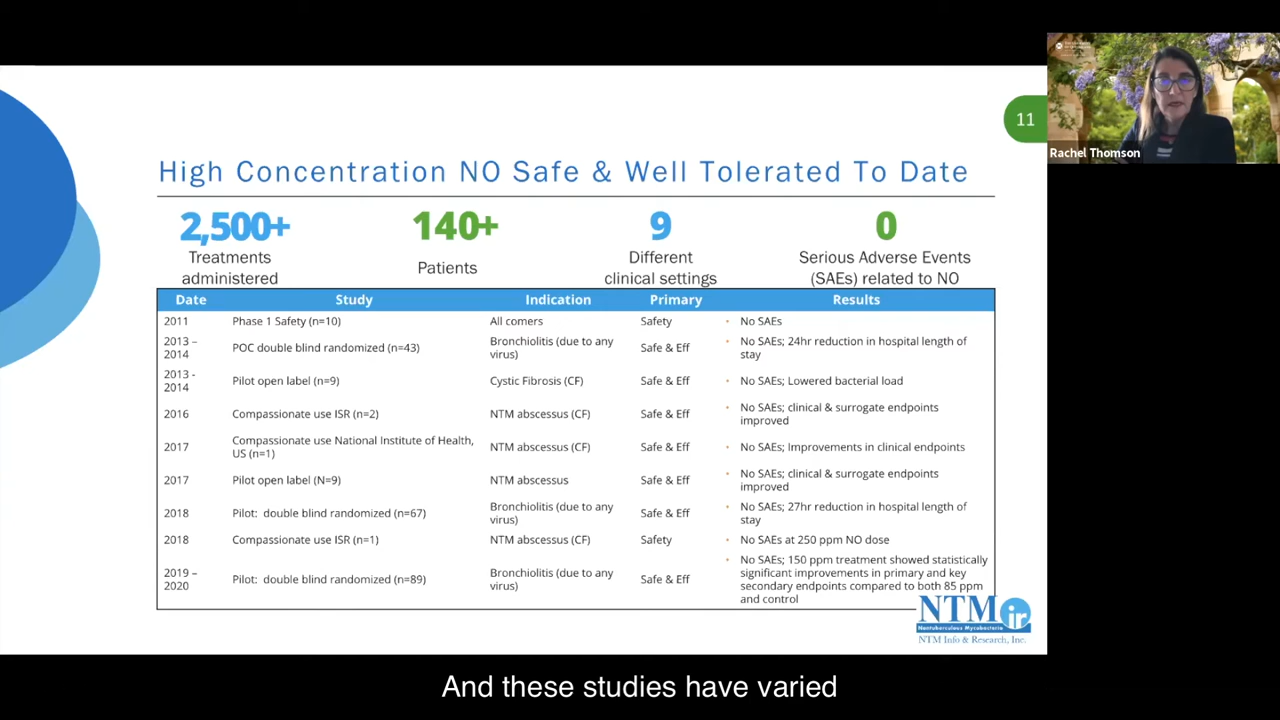 11
Rachel Thomson
High Concentration NO Safe & Well Tolerated To Date
2,500+
Treatments
administered
140+
Patients
9
Different
clinical settings
0
Serious Adverse Events
(SAEs) related to NO
Date Study Indication Primary Results
2011 Phase 1 Safety (n=10) All comers Safety • No SAEs
2013 –
2014
POC double blind randomized (n=43)
Bronchiolitis (due to any
virus)
Safe & Eff
• No SAEs; 24hr reduction in hospital length of
stay
2013 -
2014
Pilot open label (n=9)
Cystic Fibrosis (CF)
Safe & Eff
• No SAEs; Lowered bacterial load
2016
Compassionate use ISR (n=2)
NTM abscessus (CF)
Safe & Eff
• No SAEs; clinical & surrogate endpoints
improved
2017
Compassionate use National Institute of Health,
US (n=1)
NTM abscessus (CF)
Safe & Eff
• No SAEs; Improvements in clinical endpoints
2017
Pilot open label (N=9)
NTM abscessus
Safe & Eff
• No SAEs; clinical & surrogate endpoints
improved
2018
Pilot: double blind randomized (n=67)
Bronchiolitis (due to any
virus)
Safe & Eff
• No SAEs; 27hr reduction in hospital length of
stay
2018
Compassionate use ISR (n=1)
NTM abscessus (CF)
Safety
• No SAEs at 250 ppm NO dose
2019 –
2020
Pilot: double blind randomized (n=89)
Bronchiolitis (due to any
virus)
Safe & Eff
• No SAEs; 150 ppm treatment showed statistically
significant improvements in primary and key
secondary endpoints compared to both 85 ppm
and control
NTM ir
Nontuberculous Mycobacteria
NTM Info & Research, Inc.
And these studies have varied